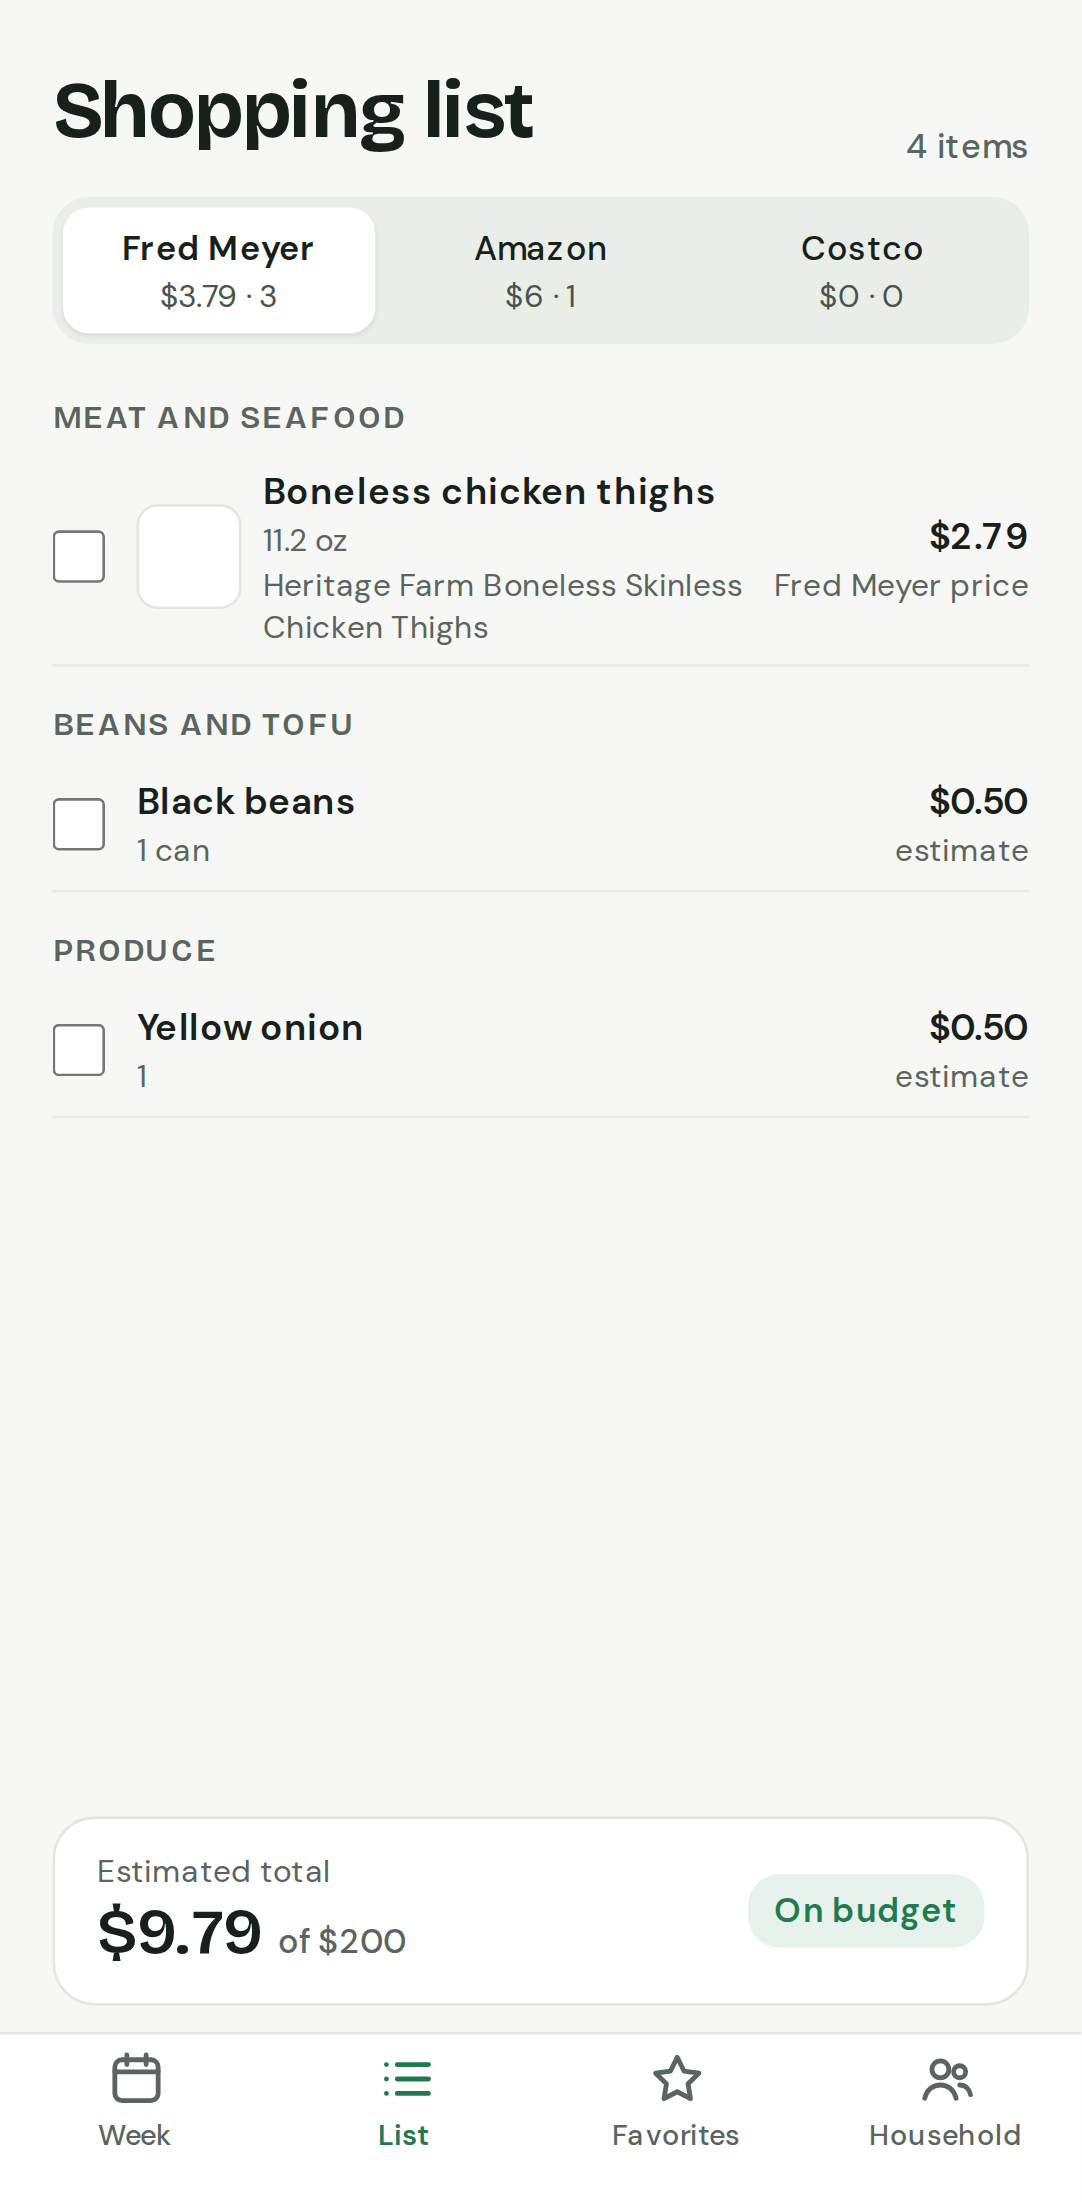 Shopping list
4 items
Fred Meyer
$3.79 · 3
Amazon
$6 · 1
Costco
$0 · 0
MEAT AND SEAFOOD
Boneless chicken thighs
11.2 oz
Heritage Farm Boneless Skinless
Chicken Thighs
$2.79
Fred Meyer price
BEANS AND TOFU
Black beans
1 can
$0.50
estimate
PRODUCE
Yellow onion
1
$0.50
estimate
Estimated total
$9.79 of $200
On budget
Week
List
Favorites
Household